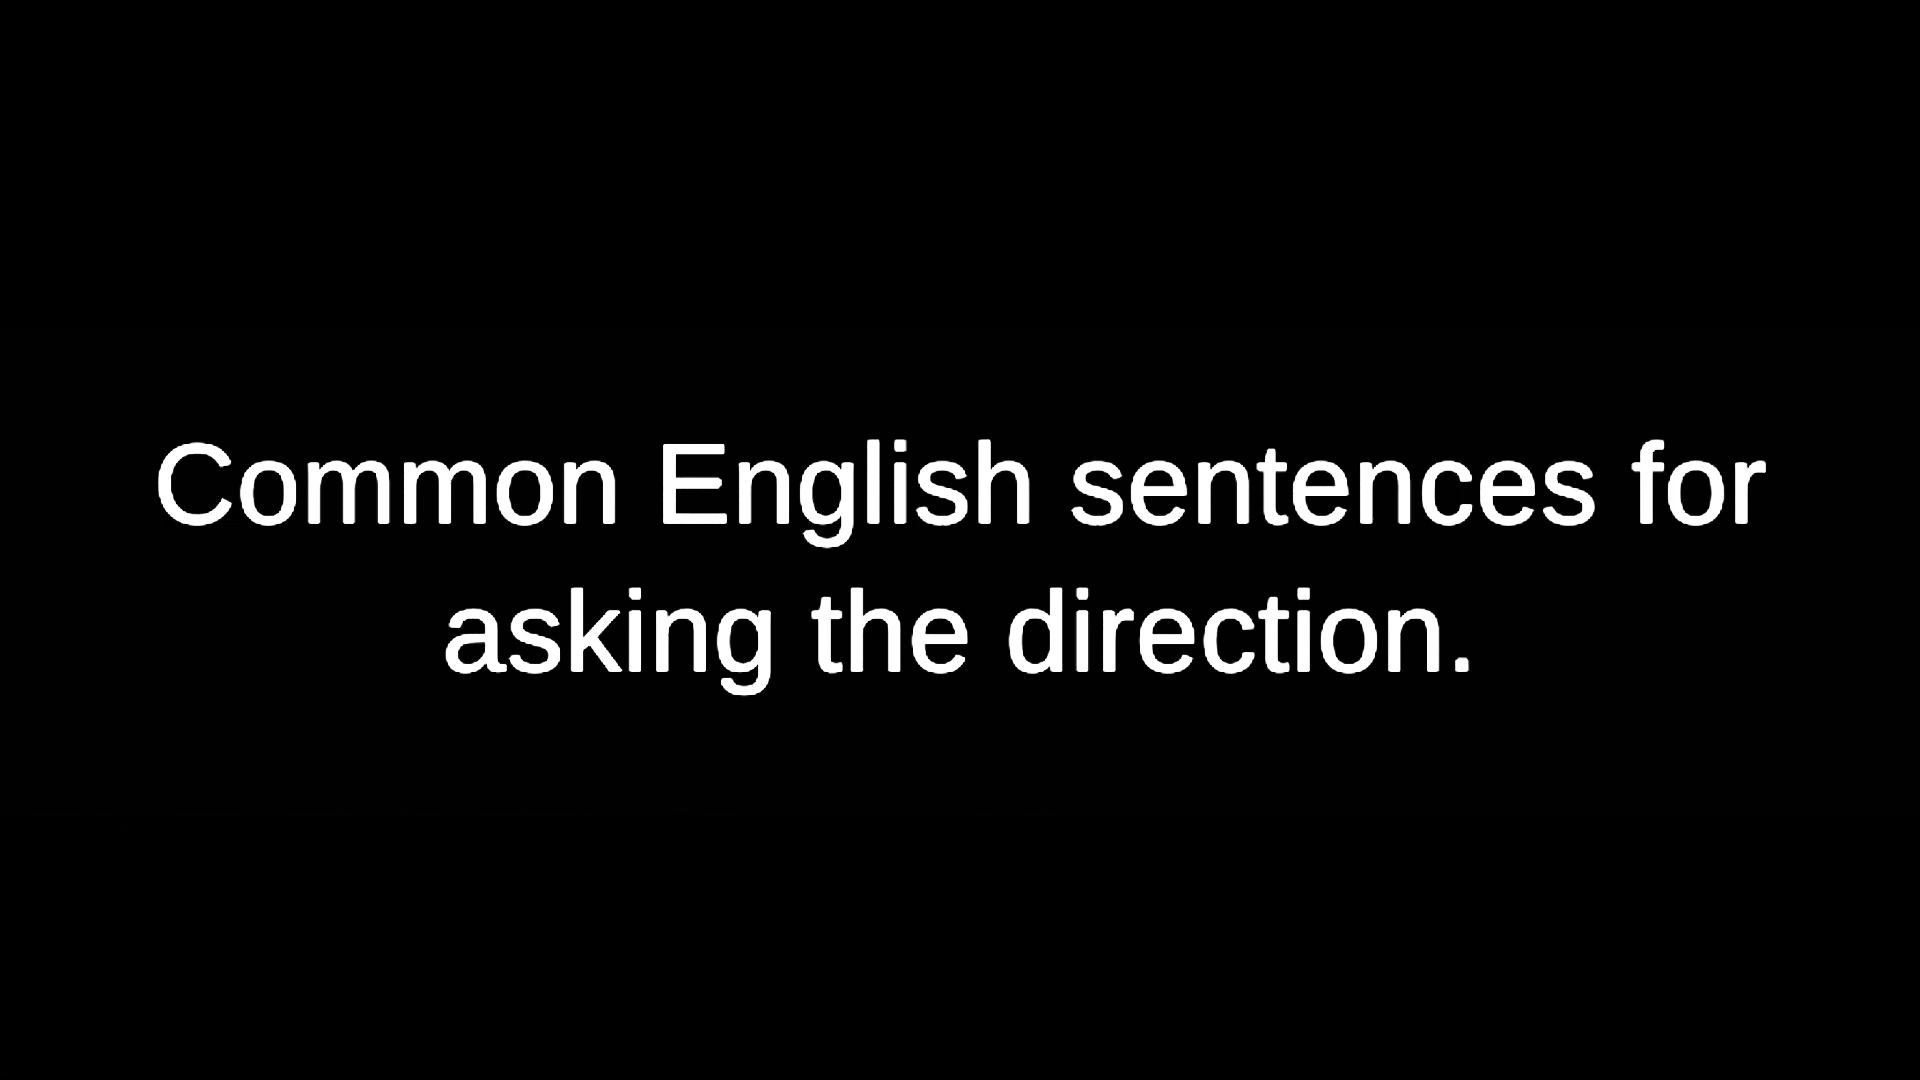 Common English sentences for
asking the direction.